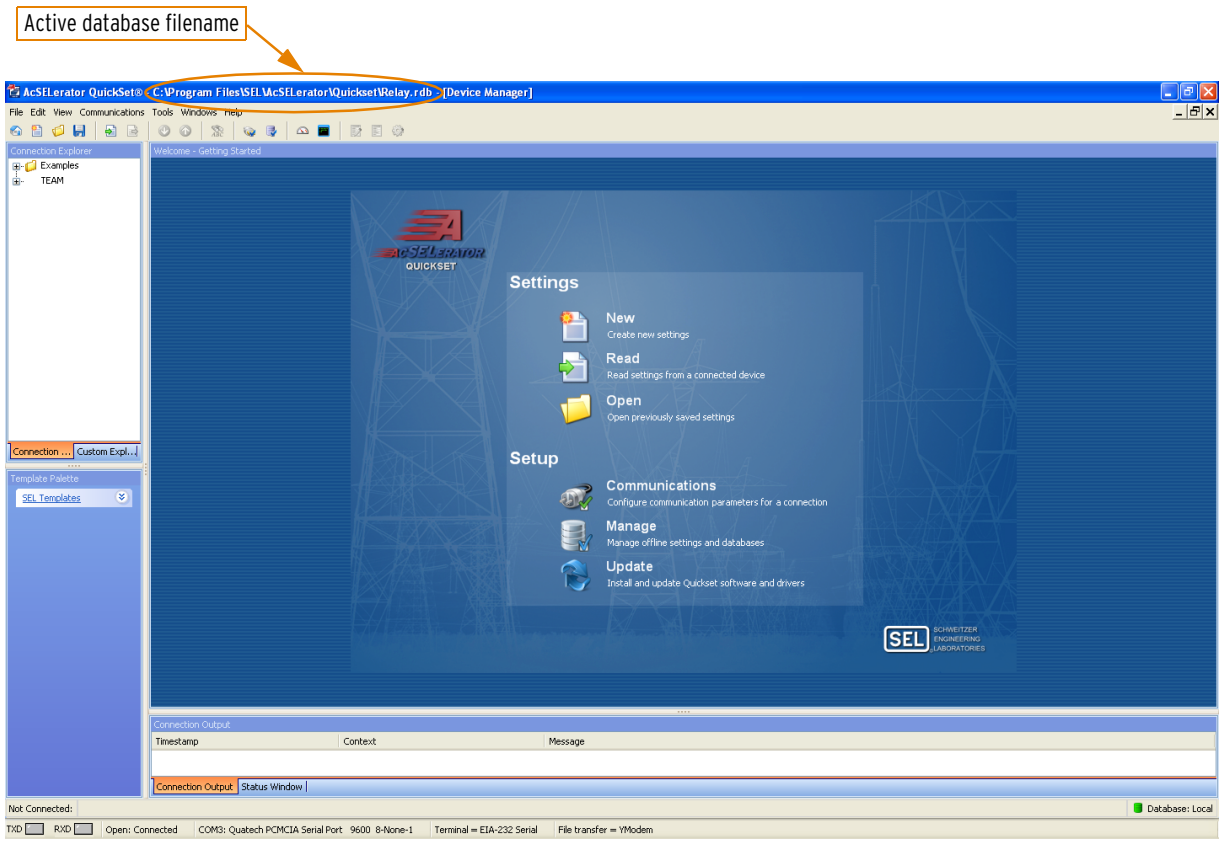 Active database filename
AcSELerator QuickSet® - C:\Program Files\SEL\AcSELerator\Quickset\Relay.rdb - [Device Manager]
File Edit View Communications Tools Windows Help
Connection Explorer
Welcome - Getting Started
Examples
TEAM
ACSELERATOR
QUICKSET
Settings
New
Create new settings
Read
Read settings from a connected device
Open
Open previously saved settings
Connection ... Custom Expl...
Setup
Template Palette
SEL Templates
Communications
Configure communication parameters for a connection
Manage
Manage offline settings and databases
Update
Install and update Quickset software and drivers
SEL SCHWEITZER
ENGINEERING
LABORATORIES
Connection Output
Timestamp Context Message
Connection Output Status Window
Not Connected: Database: Local
TXD RXD Open: Connected COM3: Quatech PCMCIA Serial Port 9600 8-None-1 Terminal = EIA-232 Serial File transfer = YModem